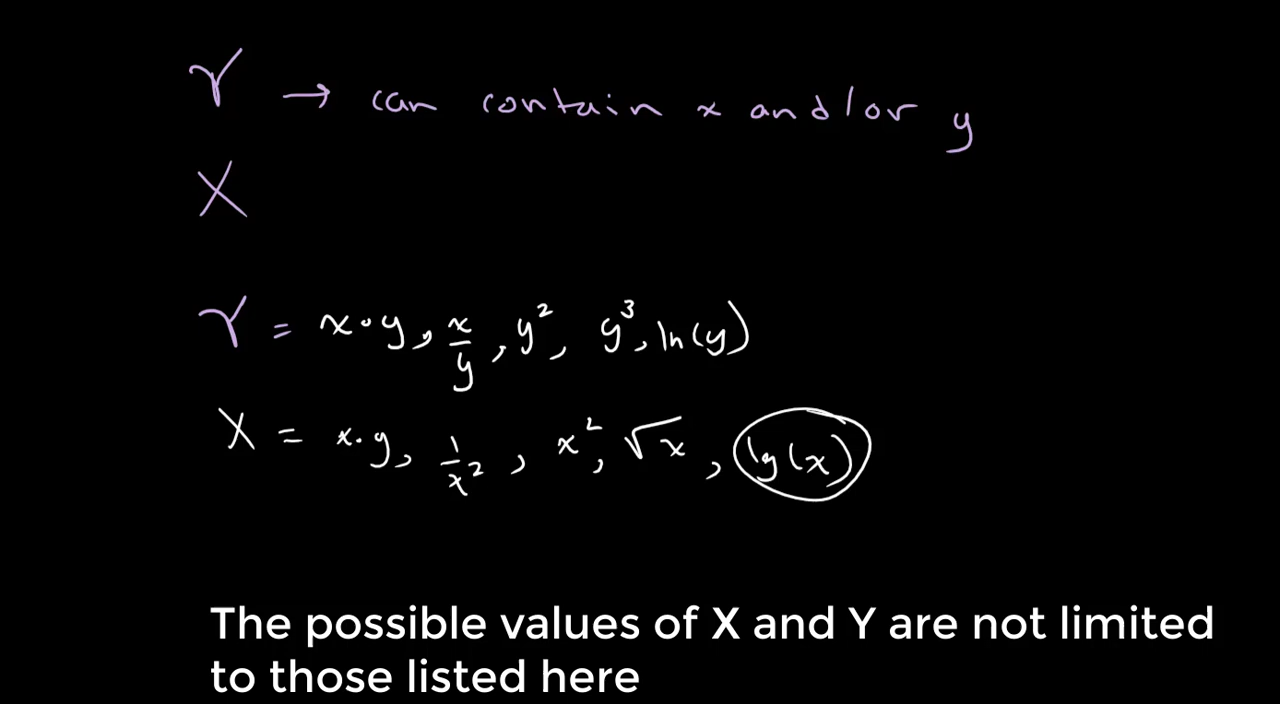 Y → can contain x and/or y
X
Y = x·y, x/y, y², y³, ln(y)
X = x·y, 1/x², x², √x, lg(x)
The possible values of X and Y are not limited
to those listed here